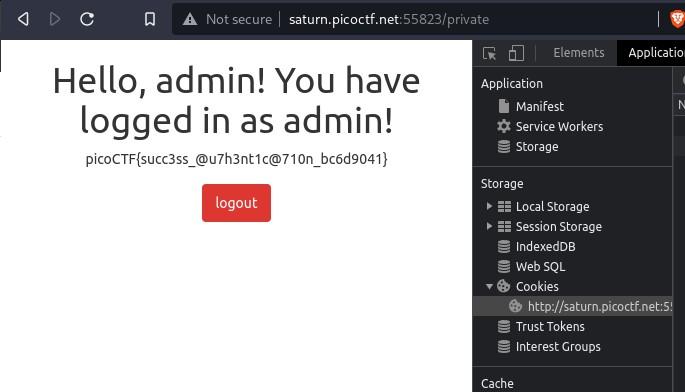 Not secure | saturn.picoctf.net:55823/private
Elements
Application
Hello, admin! You have
logged in as admin!
picoCTF{succ3ss_@u7h3nt1c@710n_bc6d9041}
logout
Application
Manifest
Service Workers
Storage
Storage
Local Storage
Session Storage
IndexedDB
Web SQL
Cookies
http://saturn.picoctf.net:55
Trust Tokens
Interest Groups
Cache